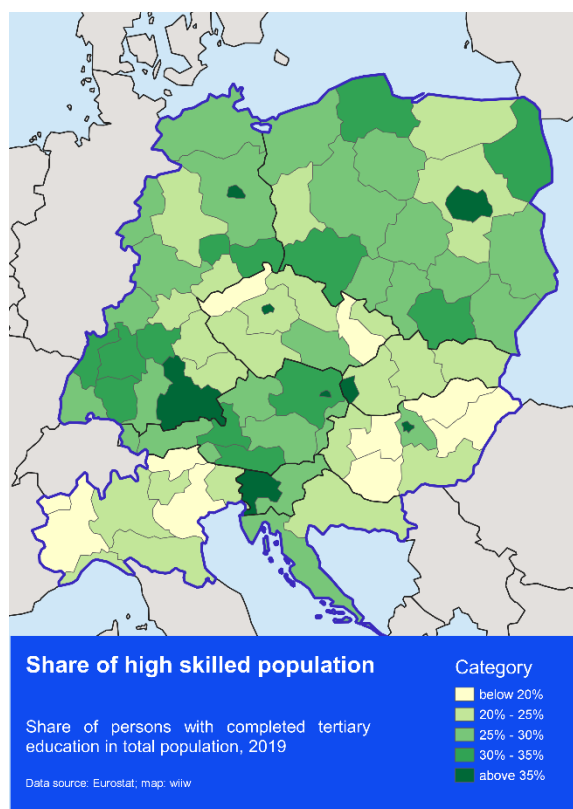 Share of high skilled population
Share of persons with completed tertiary
education in total population, 2019
Data source: Eurostat; map: wiiw
Category
below 20%
20% - 25%
25% - 30%
30% - 35%
above 35%